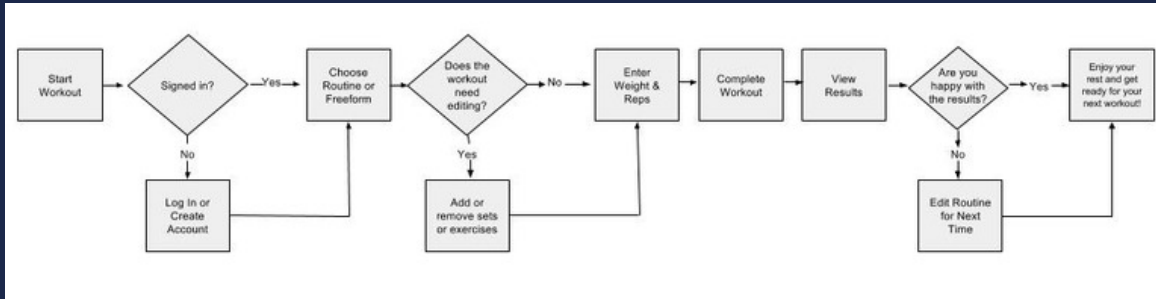 Start
Workout
Signed in?
Yes
No
Log In or
Create
Account
Choose
Routine or
Freeform
Does the
workout
need
editing?
No
Yes
Add or
remove sets
or exercises
Enter
Weight &
Reps
Complete
Workout
View
Results
Are you
happy with
the results?
Yes
No
Edit Routine
for Next
Time
Enjoy your
rest and get
ready for your
next workout!